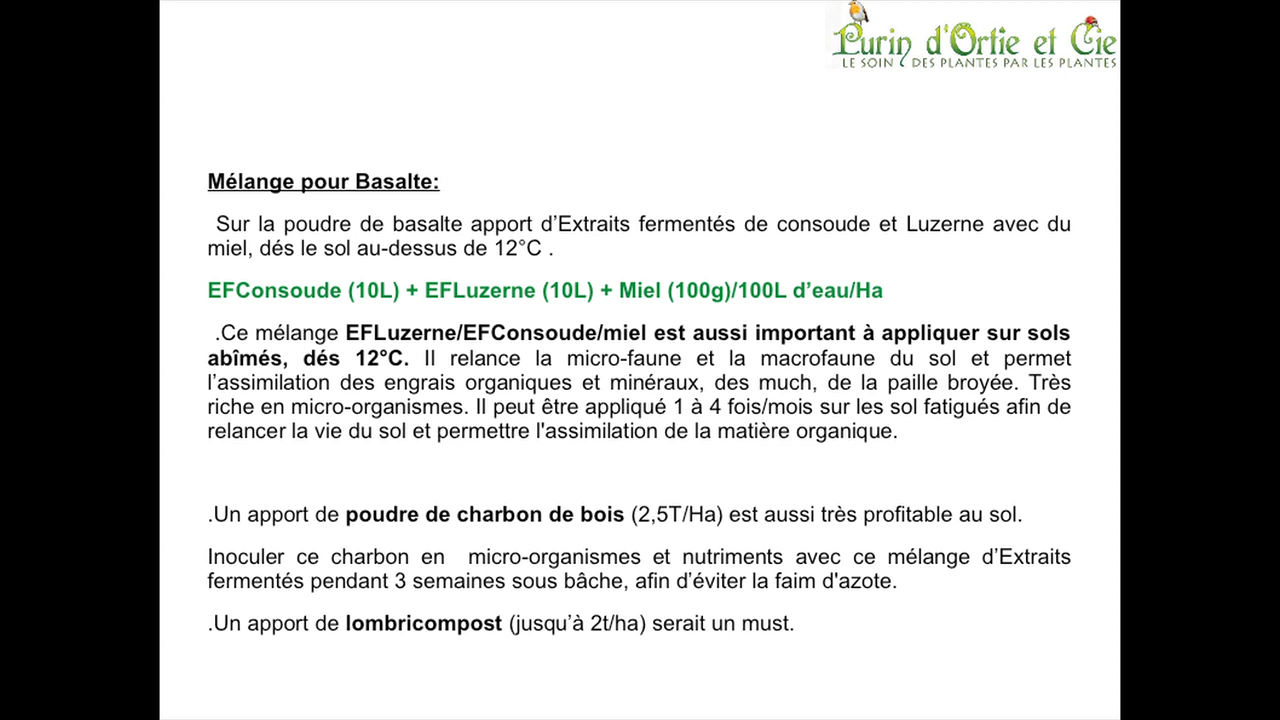 Purin d'Ortie et Cie
LE SOIN DES PLANTES PAR LES PLANTES
Mélange pour Basalte:
Sur la poudre de basalte apport d’Extraits fermentés de consoude et Luzerne avec du
miel, dés le sol au-dessus de 12°C .
EFConsoude (10L) + EFLuzerne (10L) + Miel (100g)/100L d’eau/Ha
.Ce mélange EFLuzerne/EFConsoude/miel est aussi important à appliquer sur sols
abîmés, dés 12°C. Il relance la micro-faune et la macrofaune du sol et permet
l’assimilation des engrais organiques et minéraux, des much, de la paille broyée. Très
riche en micro-organismes. Il peut être appliqué 1 à 4 fois/mois sur les sol fatigués afin de
relancer la vie du sol et permettre l'assimilation de la matière organique.
.Un apport de poudre de charbon de bois (2,5T/Ha) est aussi très profitable au sol.
Inoculer ce charbon en micro-organismes et nutriments avec ce mélange d’Extraits
fermentés pendant 3 semaines sous bâche, afin d’éviter la faim d'azote.
.Un apport de lombricompost (jusqu’à 2t/ha) serait un must.